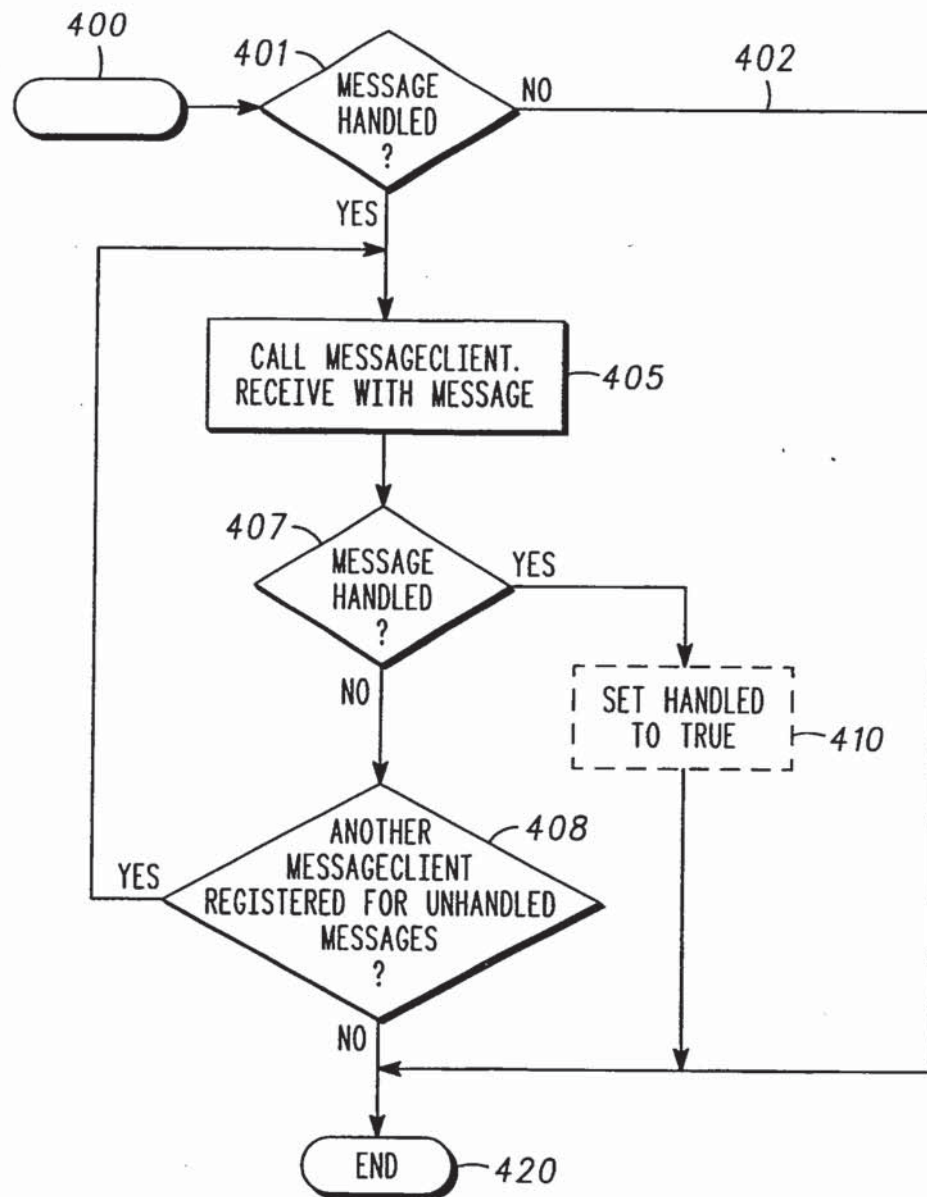 400
401
MESSAGE
HANDLED
?
NO
402
YES
CALL MESSAGECLIENT.
RECEIVE WITH MESSAGE
405
407
MESSAGE
HANDLED
?
YES
NO
SET HANDLED
TO TRUE
410
408
ANOTHER
MESSAGECLIENT
REGISTERED FOR UNHANDLED
MESSAGES
?
YES
NO
END
420